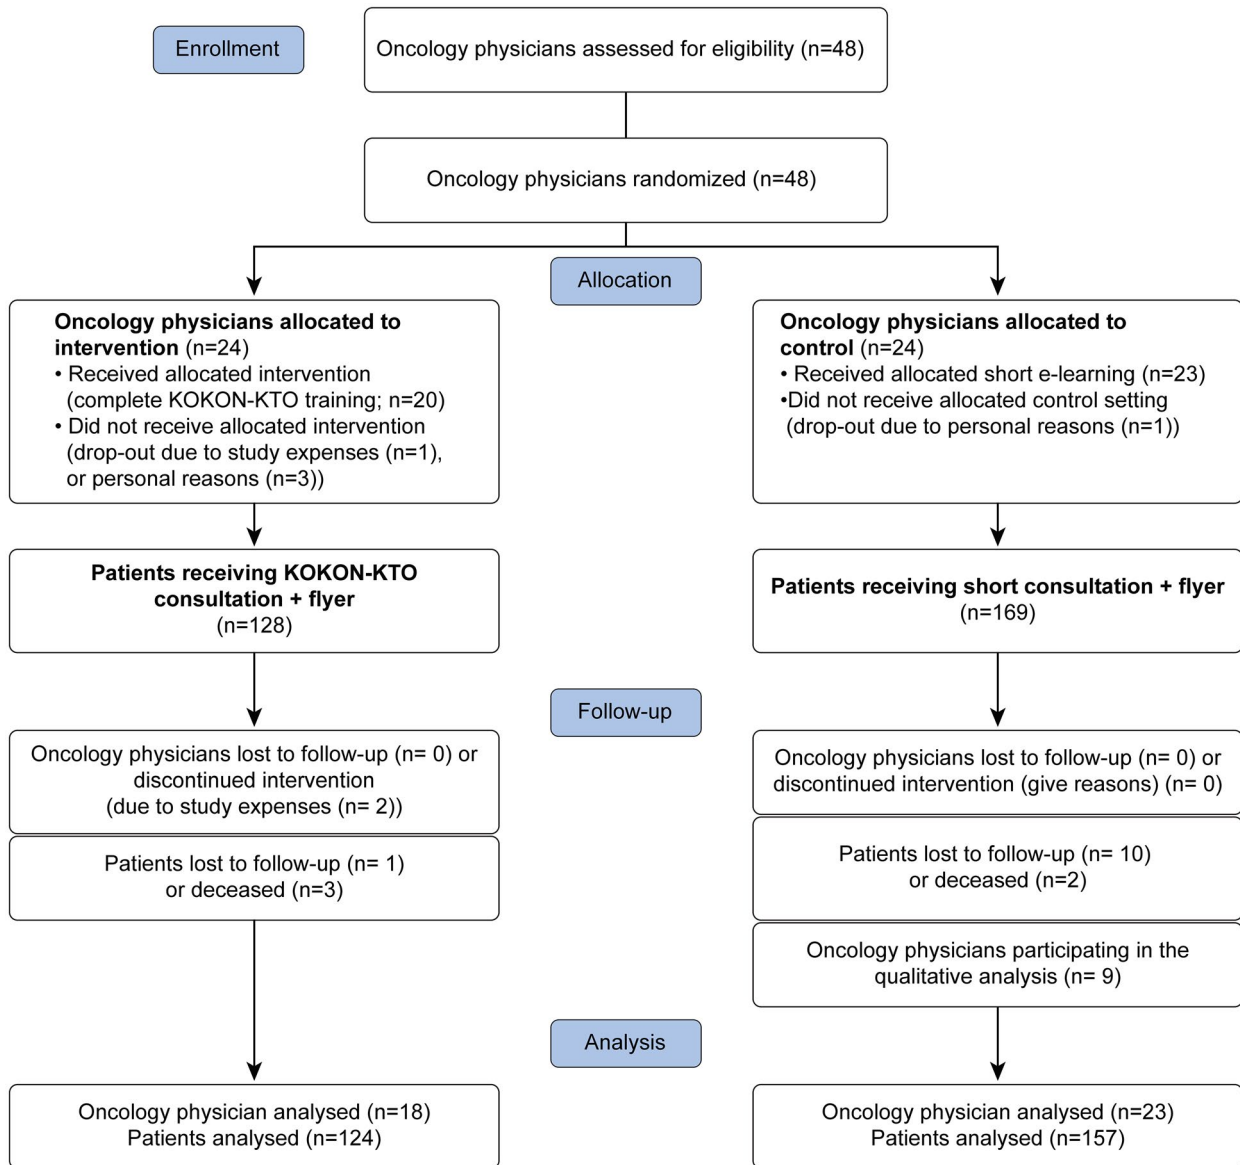 Enrollment
Oncology physicians assessed for eligibility (n=48)
Oncology physicians randomized (n=48)
Allocation
Oncology physicians allocated to
intervention (n=24)
• Received allocated intervention
(complete KOKON-KTO training; n=20)
• Did not receive allocated intervention
(drop-out due to study expenses (n=1),
or personal reasons (n=3))
Oncology physicians allocated to
control (n=24)
• Received allocated short e-learning (n=23)
•Did not receive allocated control setting
(drop-out due to personal reasons (n=1))
Patients receiving KOKON-KTO
consultation + flyer
(n=128)
Patients receiving short consultation + flyer
(n=169)
Follow-up
Oncology physicians lost to follow-up (n= 0) or
discontinued intervention
(due to study expenses (n= 2))
Patients lost to follow-up (n= 1)
or deceased (n=3)
Oncology physicians lost to follow-up (n= 0) or
discontinued intervention (give reasons) (n= 0)
Patients lost to follow-up (n= 10)
or deceased (n=2)
Oncology physicians participating in the
qualitative analysis (n= 9)
Analysis
Oncology physician analysed (n=18)
Patients analysed (n=124)
Oncology physician analysed (n=23)
Patients analysed (n=157)